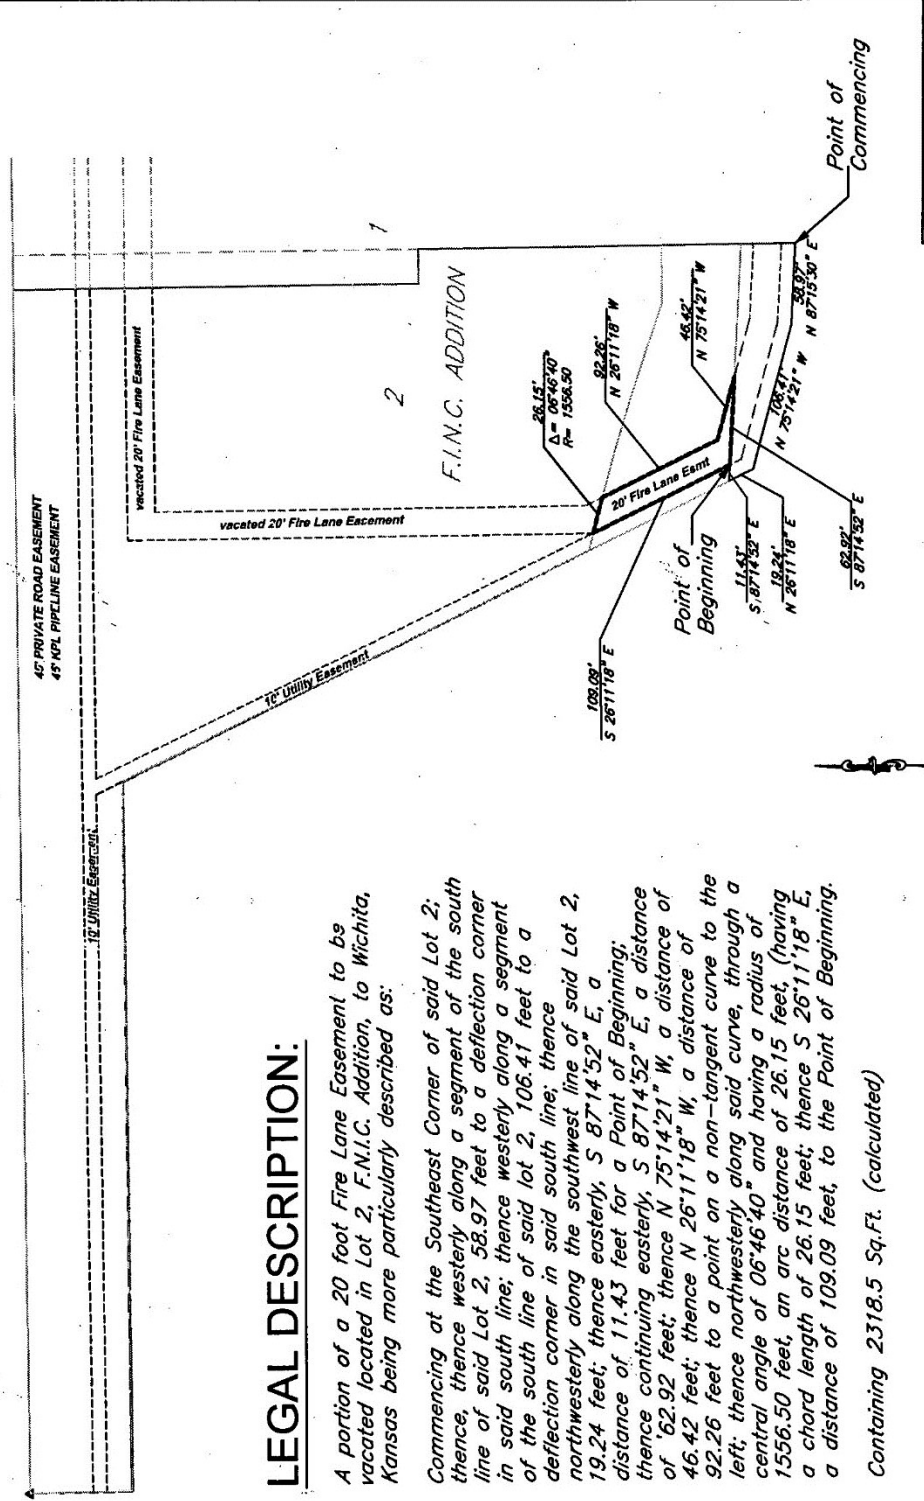 45' PRIVATE ROAD EASEMENT
45' KPL PIPELINE EASEMENT
10' Utility Easement
vacated 20' Fire Lane Easement
vacated 20' Fire Lane Easement
10' Utility Easement
1
2
F.I.N.C. ADDITION
26.15'
Δ= 06°46'40"
R= 1556.50
92.26'
N 26°11'18" W
46.42'
N 75°14'21" W
20' Fire Lane Esmt
109.09'
S 26°11'18" E
Point of
Beginning
11.43'
S 87°14'52" E
19.24'
N 26°11'18" E
62.92'
S 87°14'52" E
106.41'
N 75°14'21" W
58.97'
N 87°15'30" E
Point of
Commencing
LEGAL DESCRIPTION:
A portion of a 20 foot Fire Lane Easement to be
vacated located in Lot 2, F.N.I.C. Addition, to Wichita,
Kansas being more particularly described as:
Commencing at the Southeast Corner of said Lot 2;
thence, thence westerly along a segment of the south
line of said Lot 2, 58.97 feet to a deflection corner
in said south line; thence westerly along a segment
of the south line of said lot 2, 106.41 feet to a
deflection corner in said south line; thence
northwesterly along the southwest line of said Lot 2,
19.24 feet; thence easterly, S 87°14'52" E, a
distance of 11.43 feet for a Point of Beginning;
thence continuing easterly, S 87°14'52" E, a distance
of 62.92 feet; thence N 75°14'21" W, a distance of
46.42 feet; thence N 26°11'18" W, a distance of
92.26 feet to a point on a non-tangent curve to the
left; thence northwesterly along said curve, through a
central angle of 06°46'40" and having a radius of
1556.50 feet, an arc distance of 26.15 feet, (having
a chord length of 26.15 feet; thence S 26°11'18" E,
a distance of 109.09 feet, to the Point of Beginning.
Containing 2318.5 Sq.Ft. (calculated)